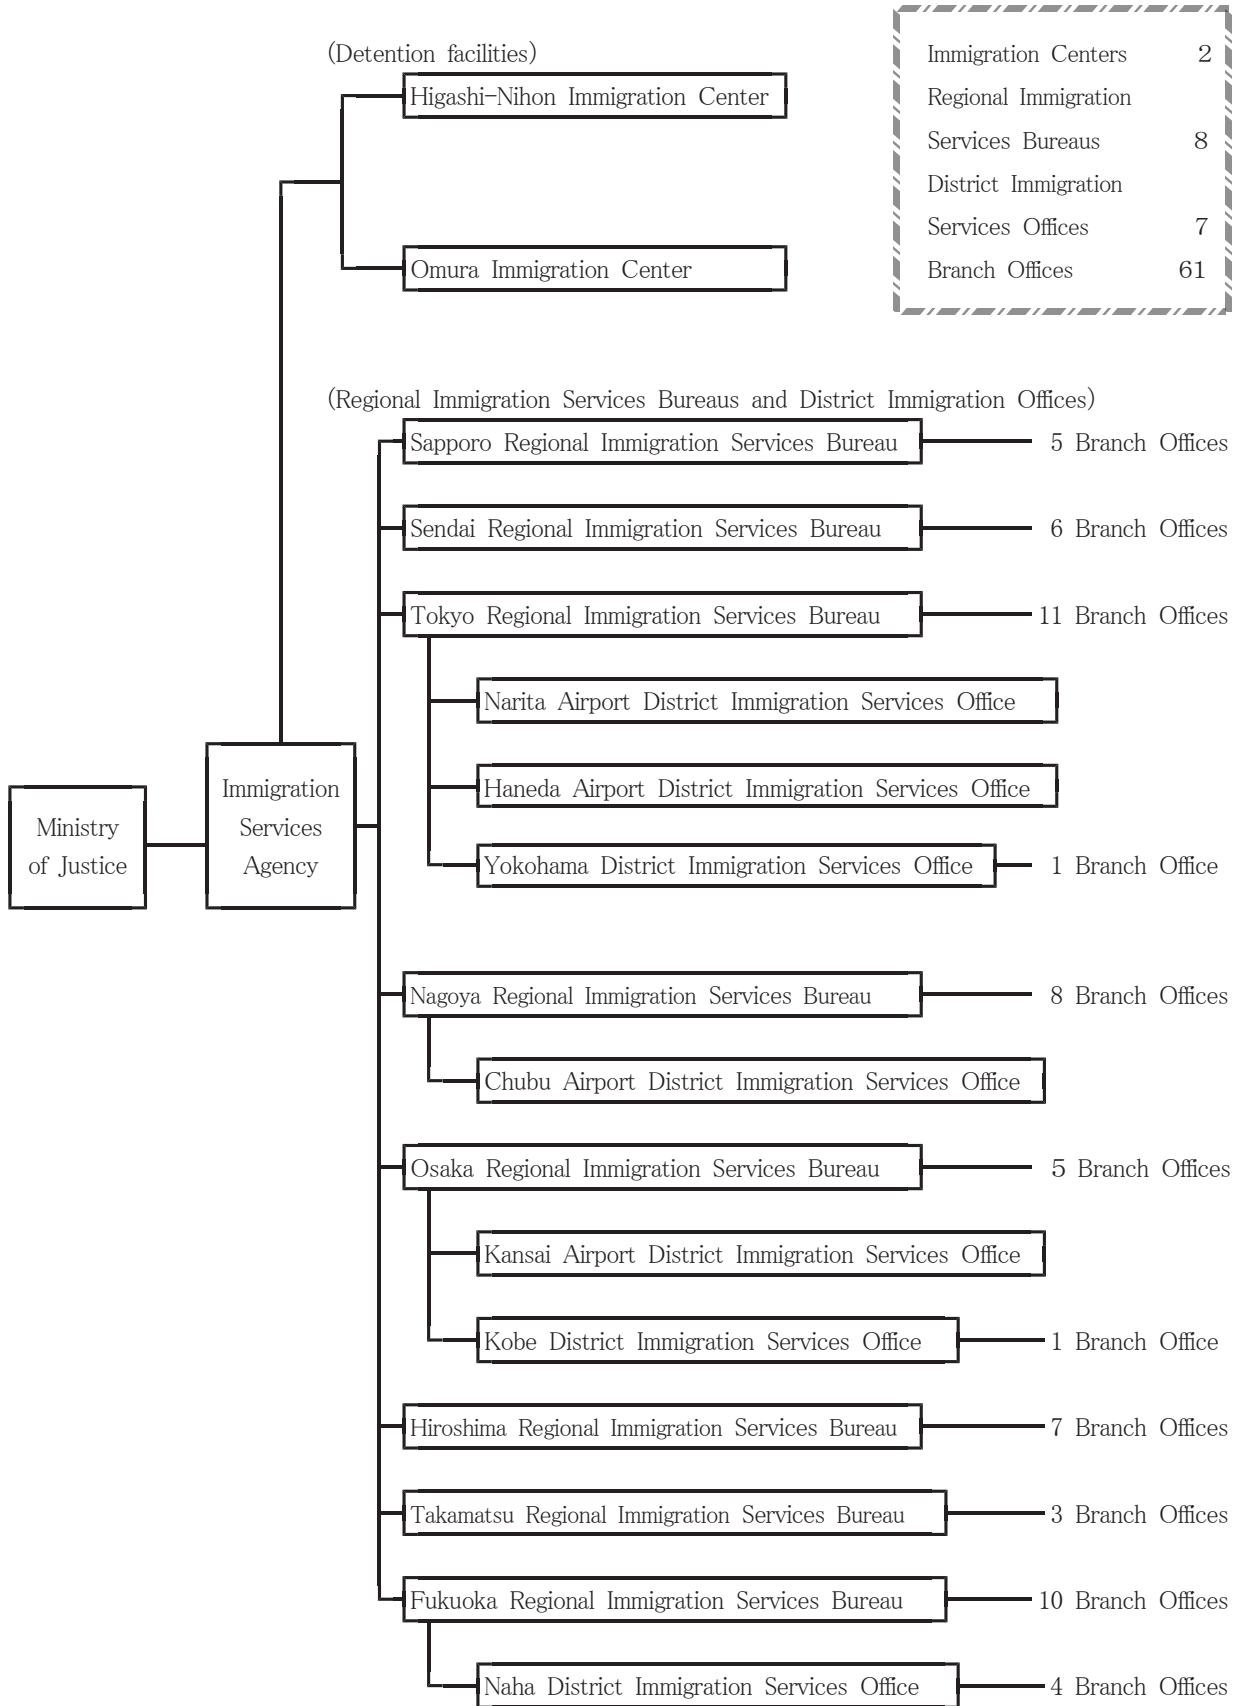 (Detention facilities)
Higashi-Nihon Immigration Center
Omura Immigration Center
Immigration Centers 2
Regional Immigration
Services Bureaus 8
District Immigration
Services Offices 7
Branch Offices 61
(Regional Immigration Services Bureaus and District Immigration Offices)
Sapporo Regional Immigration Services Bureau 5 Branch Offices
Sendai Regional Immigration Services Bureau 6 Branch Offices
Tokyo Regional Immigration Services Bureau 11 Branch Offices
Narita Airport District Immigration Services Office
Haneda Airport District Immigration Services Office
Yokohama District Immigration Services Office 1 Branch Office
Ministry
of Justice
Immigration
Services
Agency
Nagoya Regional Immigration Services Bureau 8 Branch Offices
Chubu Airport District Immigration Services Office
Osaka Regional Immigration Services Bureau 5 Branch Offices
Kansai Airport District Immigration Services Office
Kobe District Immigration Services Office 1 Branch Office
Hiroshima Regional Immigration Services Bureau 7 Branch Offices
Takamatsu Regional Immigration Services Bureau 3 Branch Offices
Fukuoka Regional Immigration Services Bureau 10 Branch Offices
Naha District Immigration Services Office 4 Branch Offices